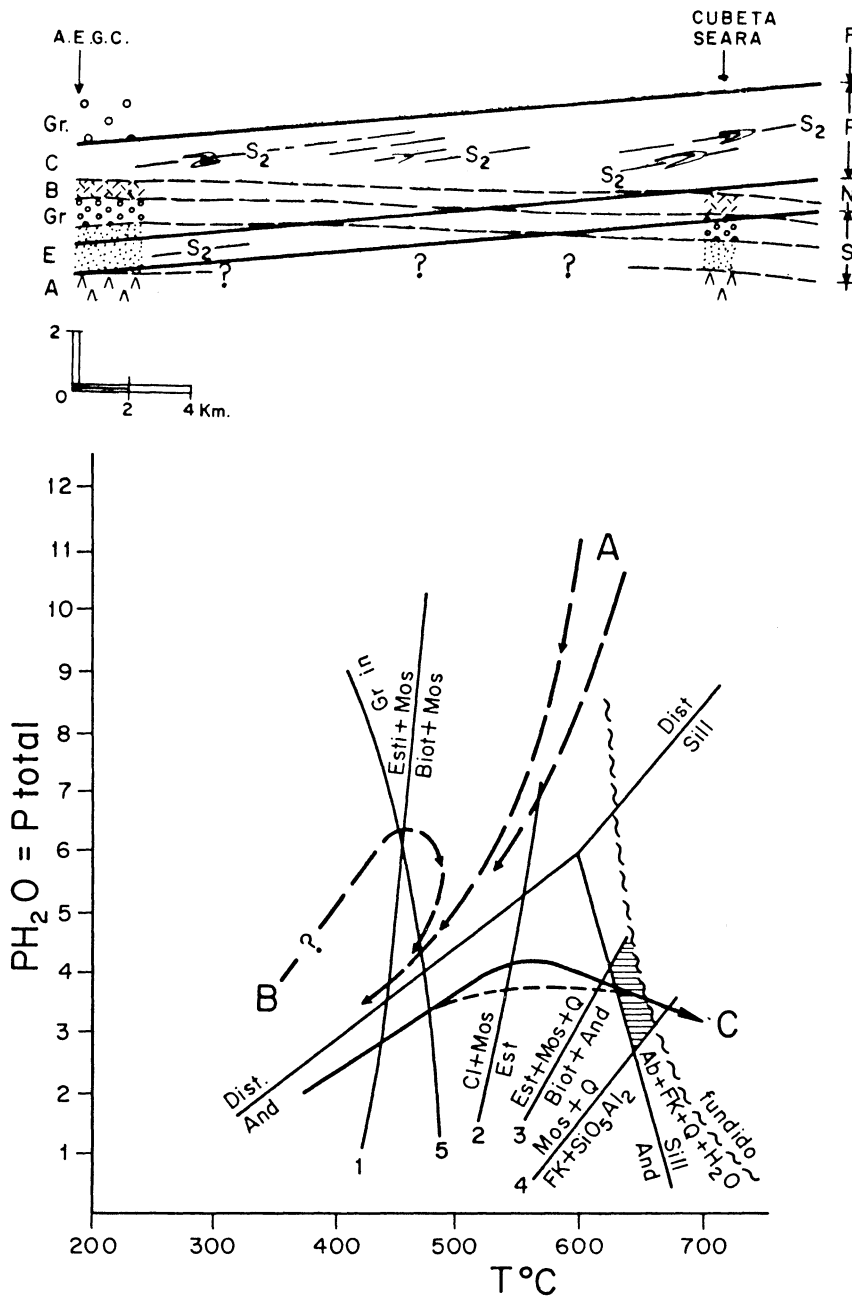 A.E.G.C.
CUBETA
SEARA
Gr.
C
B
Gr
E
A
S2
S2
S2
S2
S2
?
?
?
F
F
N
S
2
0
2
4 Km.
PH2O = P total
12
11
10
9
8
7
6
5
4
3
2
1
200
300
400
500
600
700
T°C
A
B
?
C
Gr in
Esti + Mos
Biot + Mos
Dist
Sill
Dist.
And
Cl + Mos
Est
Est + Mos + Q
Biot + And
Mos + Q
FK + SiO5Al2
Sill
And
Ab + FK + Q + H2O
fundido
1
5
2
3
4